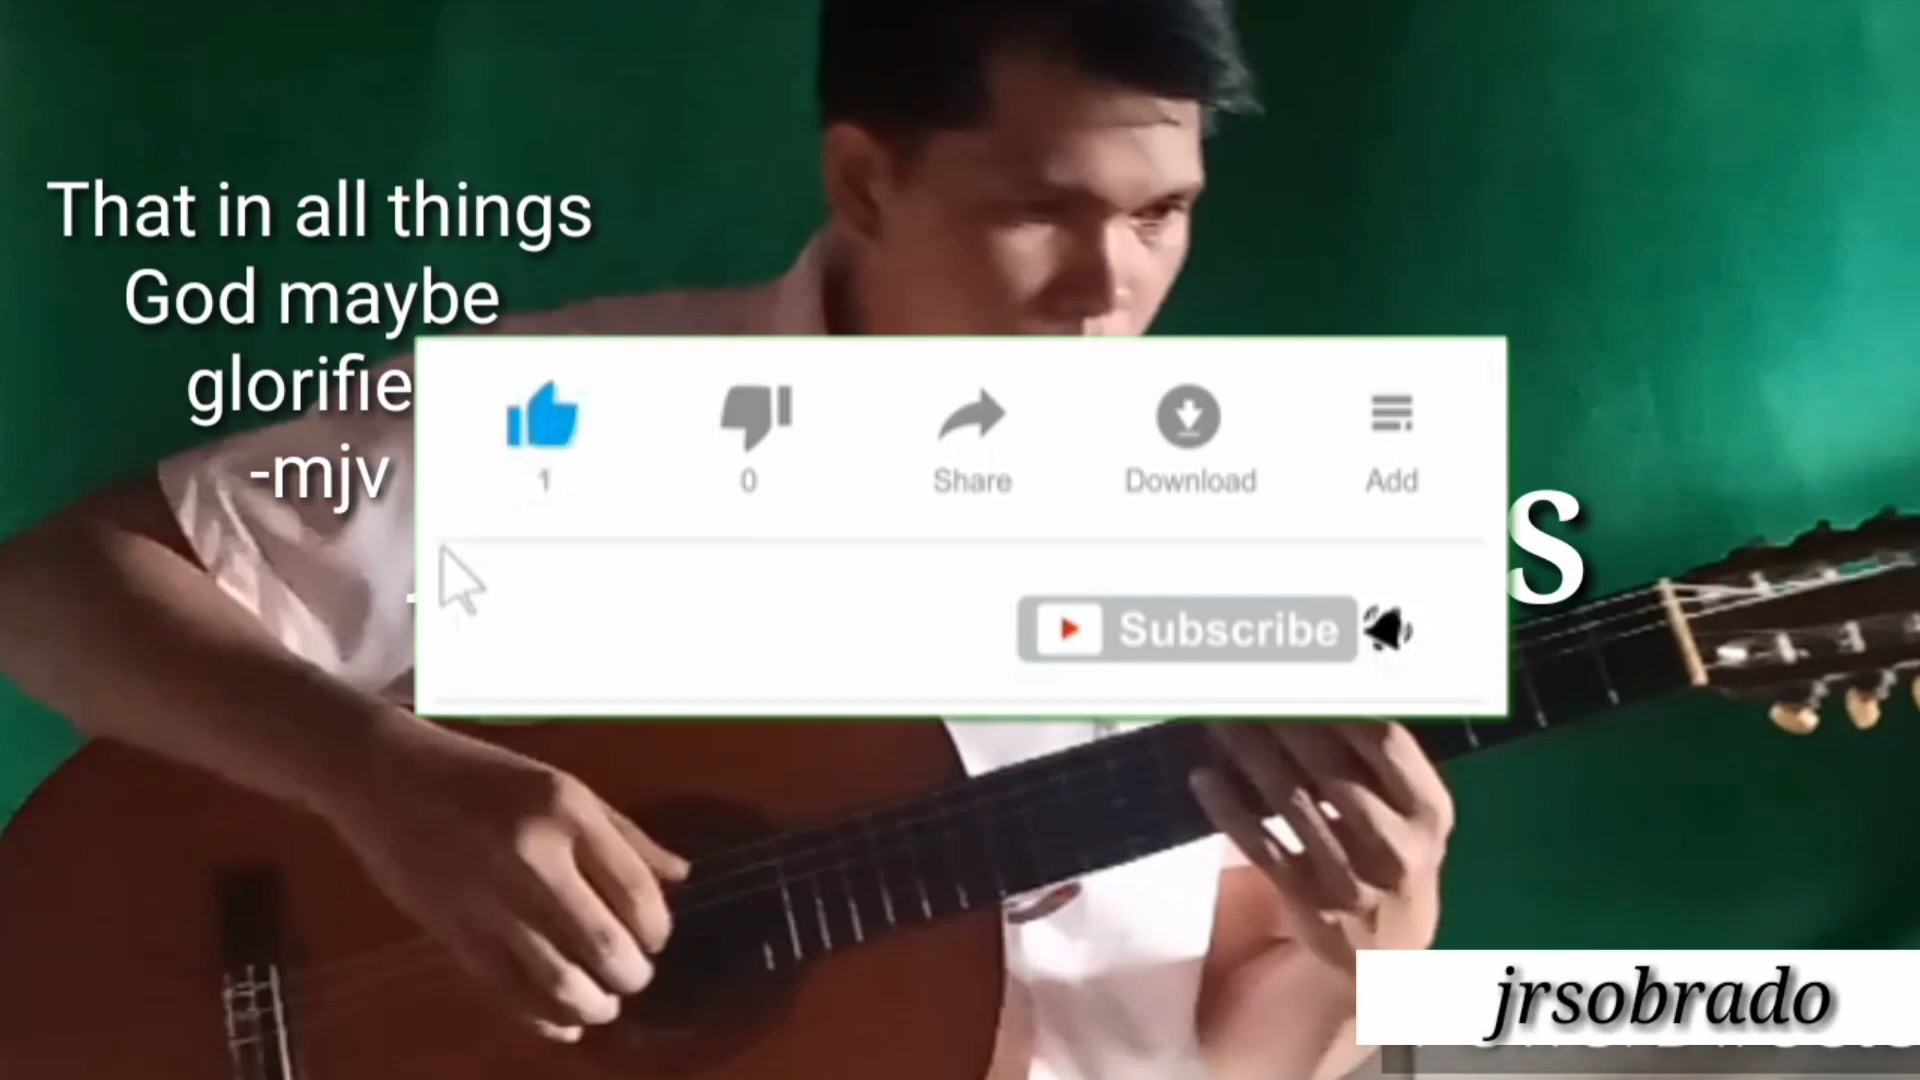 That in all things
God maybe
glorifie
-mjv
1
0
Share
Download
Add
s
Subscribe
jrsobrado